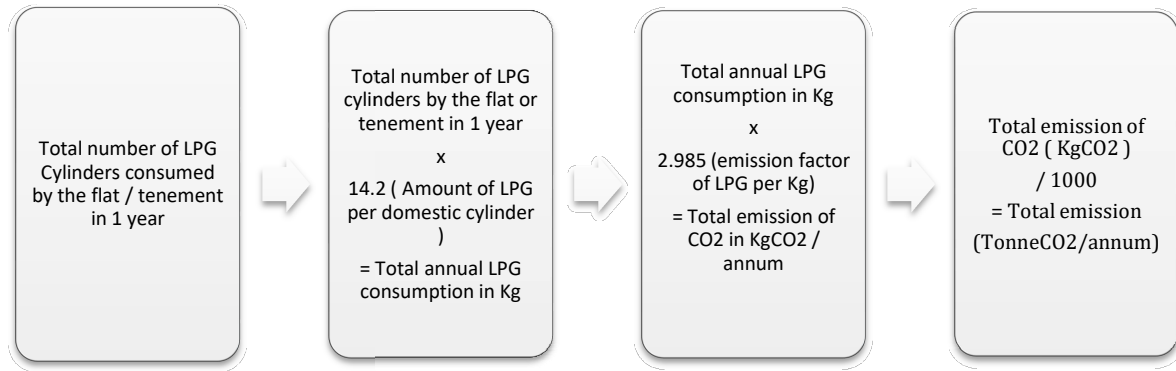 Total number of LPG
Cylinders consumed
by the flat / tenement
in 1 year
Total number of LPG
cylinders by the flat or
tenement in 1 year
x
14.2 ( Amount of LPG
per domestic cylinder
)
= Total annual LPG
consumption in Kg
Total annual LPG
consumption in Kg
x
2.985 (emission factor
of LPG per Kg)
= Total emission of
CO2 in KgCO2 /
annum
Total emission of
CO2 ( KgCO2 )
/ 1000
= Total emission
(TonneCO2/annum)